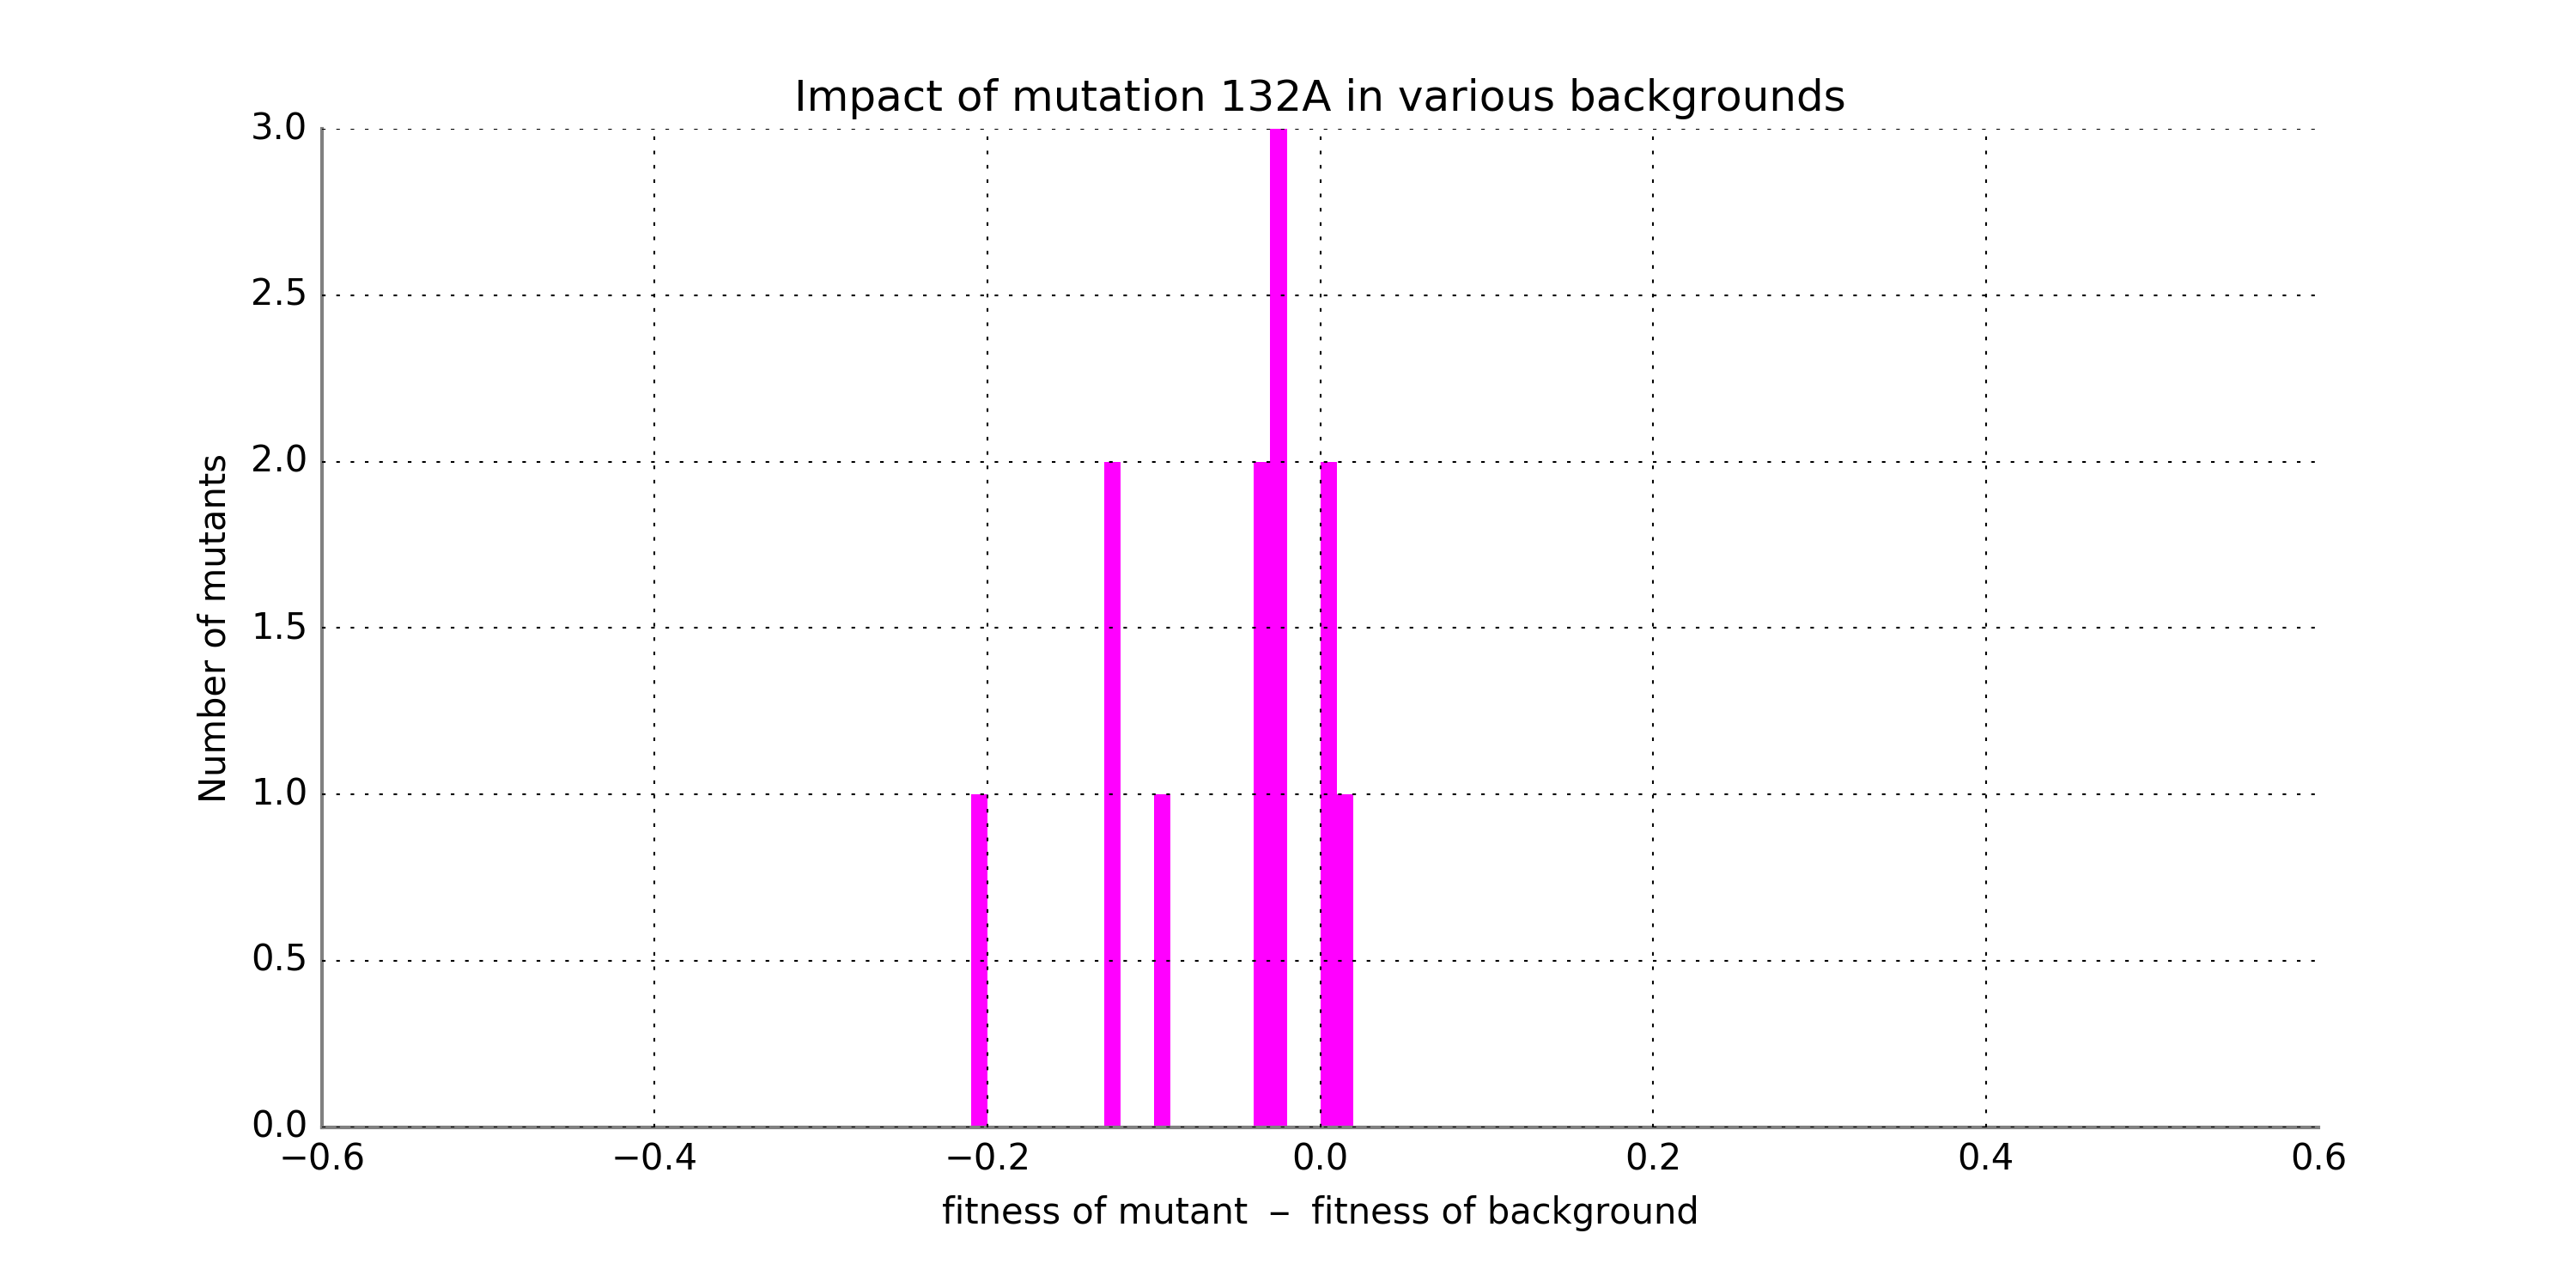 Impact of mutation 132A in various backgrounds
3.0
2.5
2.0
1.5
1.0
0.5
0.0
Number of mutants
−0.6 −0.4 −0.2 0.0 0.2 0.4 0.6
fitness of mutant − fitness of background